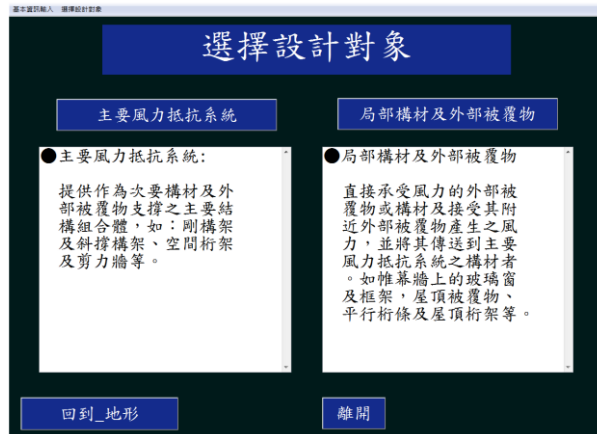 基本資訊輸入 選擇設計對象
選擇設計對象
主要風力抵抗系統
局部構材及外部被覆物
●主要風力抵抗系統:
提供作為次要構材及外
部被覆物支撐之主要結
構組合體，如：剛構架
及斜撐構架、空間桁架
及剪力牆等。
●局部構材及外部被覆物
直接承受風力的外部被
覆物或構材及接受其附
近外部被覆物產生之風
力，並將其傳送到主要
風力抵抗系統之構材者
。如帷幕牆上的玻璃窗
及框架，屋頂被覆物、
平行桁條及屋頂桁架等。
回到_地形
離開